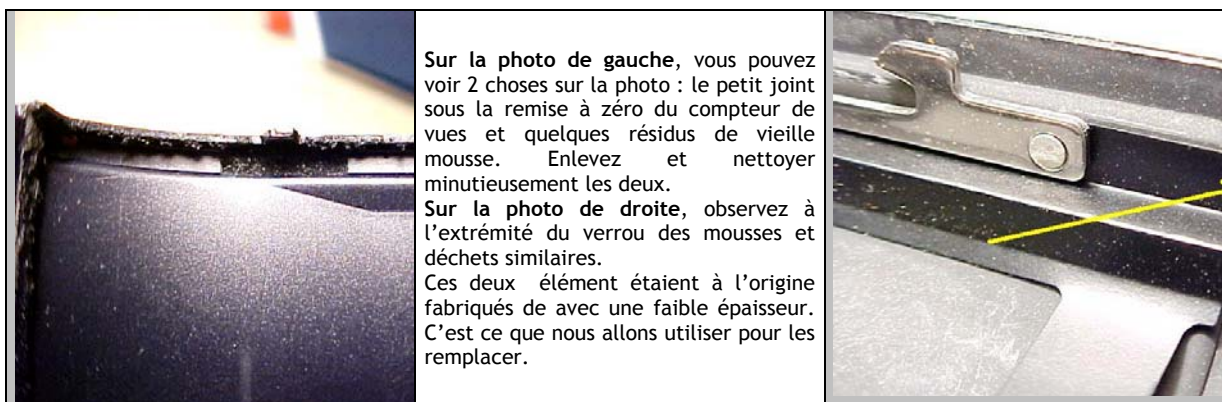 Sur la photo de gauche, vous pouvez
voir 2 choses sur la photo : le petit joint
sous la remise à zéro du compteur de
vues et quelques résidus de vieille
mousse. Enlevez et nettoyer
minutieusement les deux.
Sur la photo de droite, observez à
l’extrémité du verrou des mousses et
déchets similaires.
Ces deux élément étaient à l’origine
fabriqués de avec une faible épaisseur.
C’est ce que nous allons utiliser pour les
remplacer.